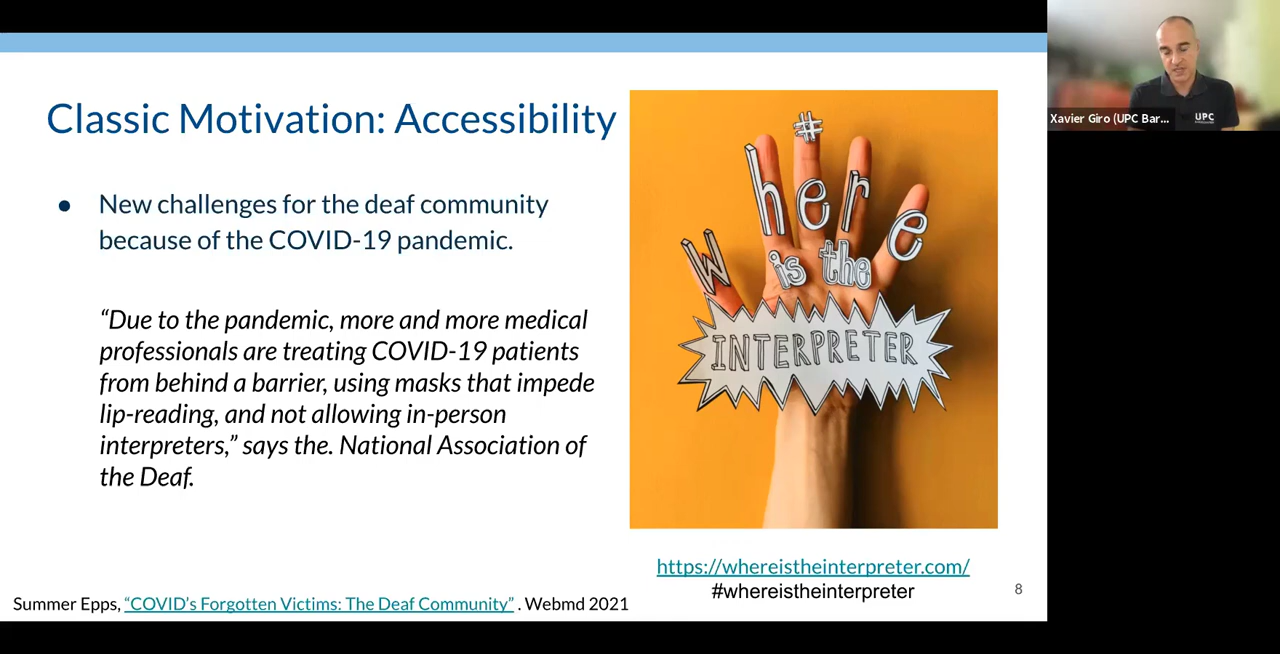 Classic Motivation: Accessibility
● New challenges for the deaf community
because of the COVID-19 pandemic.
“Due to the pandemic, more and more medical
professionals are treating COVID-19 patients
from behind a barrier, using masks that impede
lip-reading, and not allowing in-person
interpreters,” says the. National Association of
the Deaf.
#
where
is the
INTERPRETER
https://whereistheinterpreter.com/
#whereistheinterpreter
Summer Epps, “COVID’s Forgotten Victims: The Deaf Community” . Webmd 2021
8
Xavier Giro (UPC Bar...
UPC